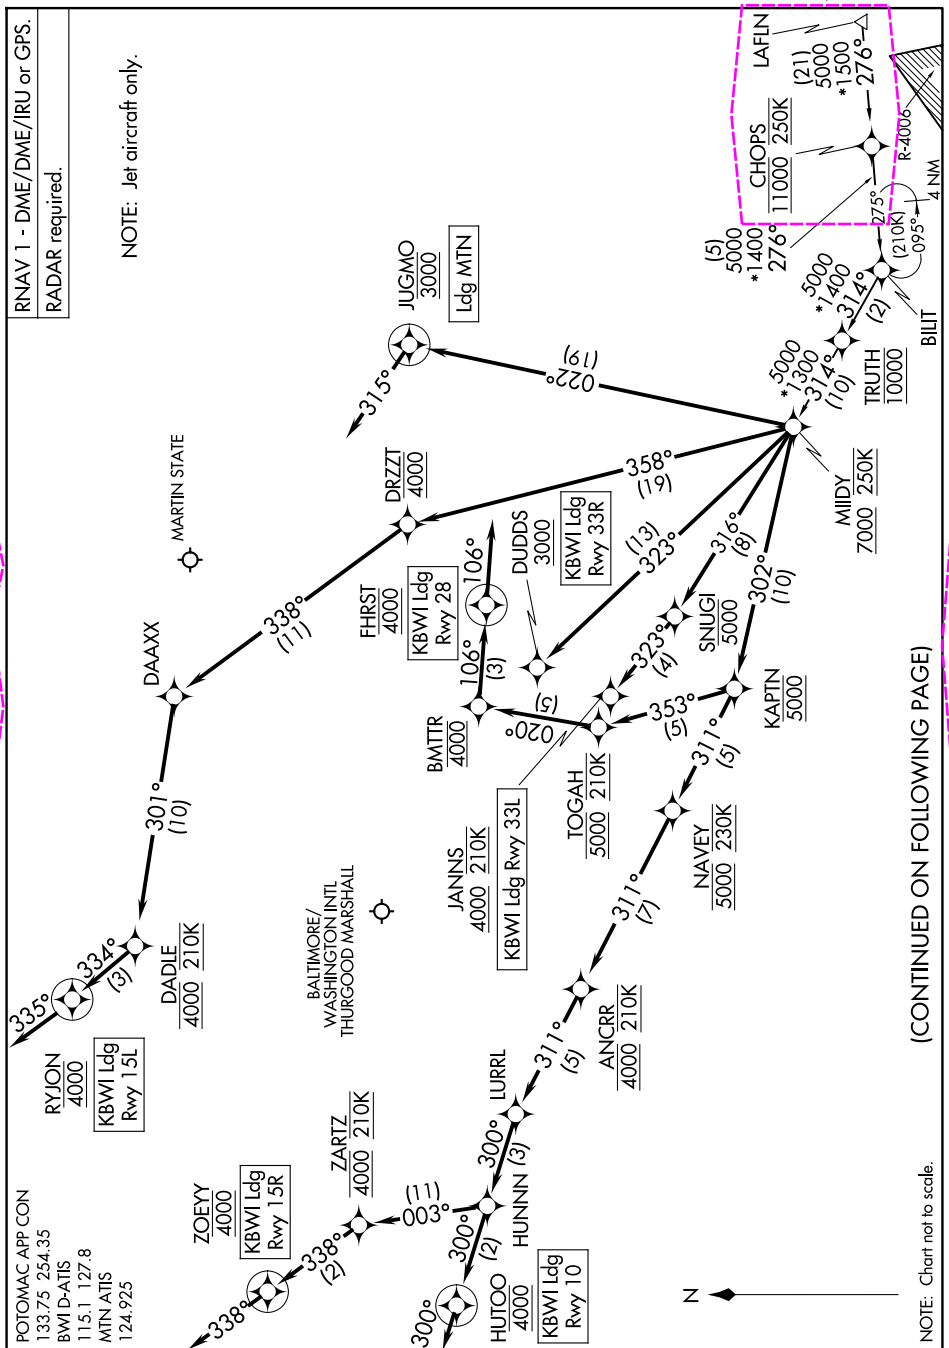 RNAV 1 - DME/DME/IRU or GPS.
RADAR required.
NOTE: Jet aircraft only.
POTOMAC APP CON
133.75 254.35
BWI D-ATIS
115.1 127.8
MTN ATIS
124.925
LAFLN
(21)
5000
*1500
276°
CHOPS
11000 250K
R-4006
(5)
5000
*1400
276°
275°
(210K)
095°
4 NM
BILIT
5000
*1400
314°
(2)
TRUTH
10000
5000
*1300
314°
(10)
MIIDY
7000 250K
022°
(19)
JUGMO
3000
Ldg MTN
315°
MARTIN STATE
358°
(19)
DRZZT
4000
338°
(11)
DAAXX
301°
(10)
DADLE
4000 210K
334°
(3)
RYJON
4000
KBWI Ldg
Rwy 15L
335°
323°
(13)
DUDDS
3000
KBWI Ldg
Rwy 33R
316°
(8)
SNUGI
5000
323°
(4)
JANNS
4000 210K
KBWI Ldg Rwy 33L
302°
(10)
KAPTN
5000
353°
(5)
TOGAH
5000 210K
020°
(5)
BMTTR
4000
106°
(3)
FHRST
4000
KBWI Ldg
Rwy 28
106°
311°
(5)
NAVEY
5000 230K
311°
(7)
ANCRR
4000 210K
311°
(5)
LURRL
300°
(3)
HUNNN
300°
(2)
HUTOO
4000
KBWI Ldg
Rwy 10
300°
003°
(11)
ZARTZ
4000 210K
338°
(2)
ZOEYY
4000
KBWI Ldg
Rwy 15R
338°
BALTIMORE/
WASHINGTON INTL
THURGOOD MARSHALL
N
(CONTINUED ON FOLLOWING PAGE)
NOTE: Chart not to scale.